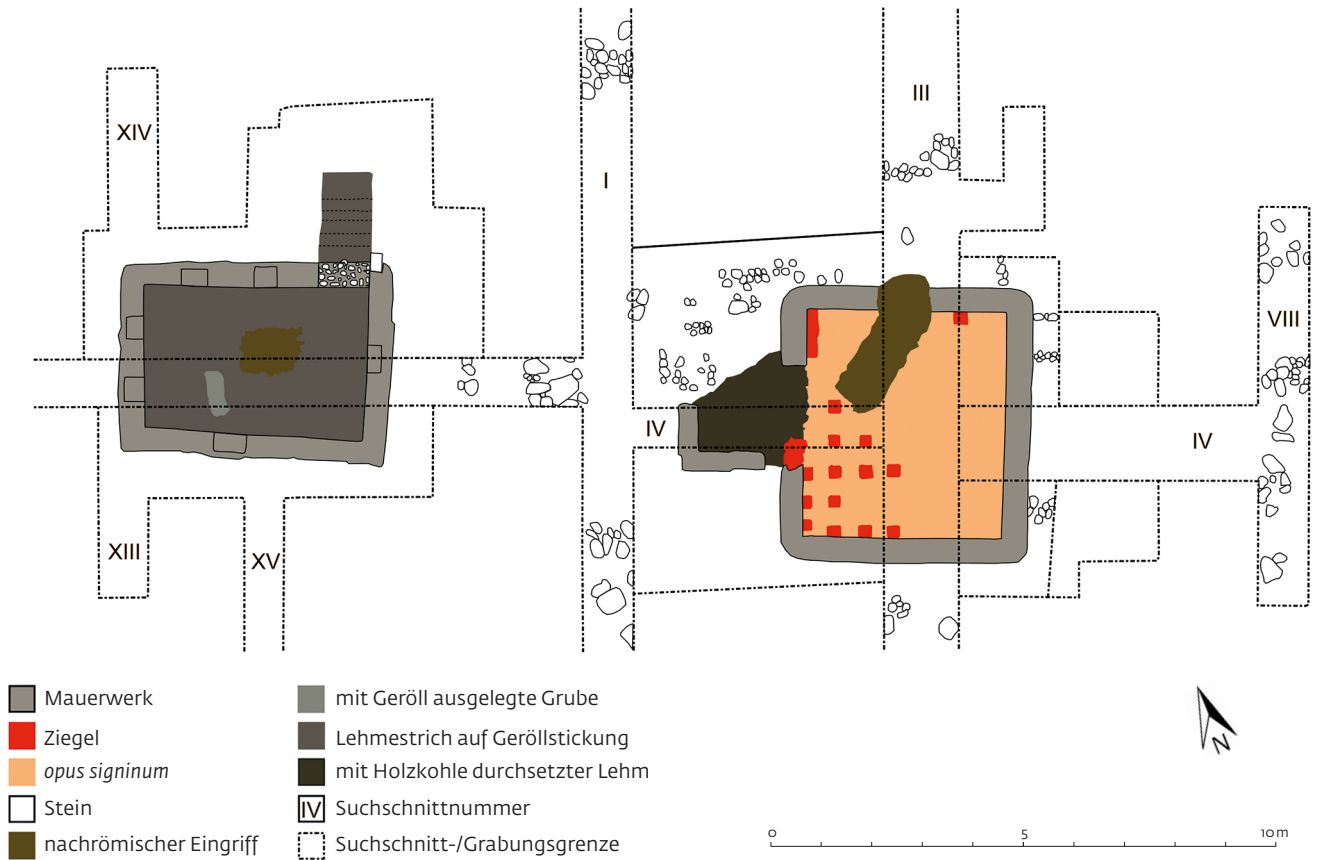 XIV
III
I
VIII
IV
IV
XIII
XV
Mauerwerk
Ziegel
opus signinum
Stein
nachrömischer Eingriff
mit Geröll ausgelegte Grube
Lehmestrich auf Geröllstickung
mit Holzkohle durchsetzter Lehm
IV Suchschnittnummer
Suchschnitt-/Grabungsgrenze
N
0 5 10 m